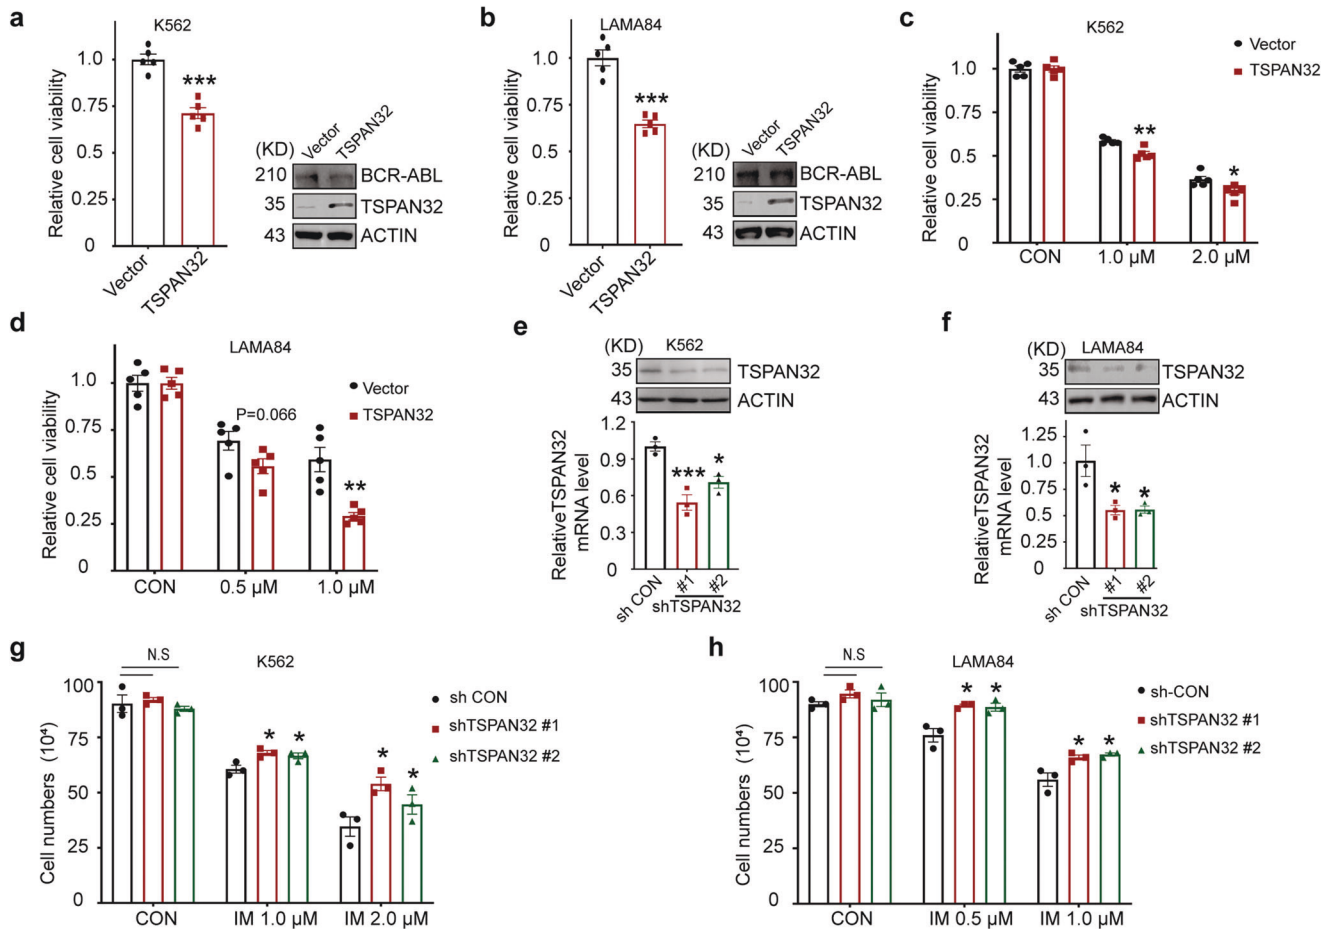 a
K562
Relative cell viability
1.0
0.75
0.5
0.25
0
***
Vector
TSPAN32
(KD)
Vector
TSPAN32
210
BCR-ABL
35
TSPAN32
43
ACTIN
b
LAMA84
Relative cell viability
1.0
0.75
0.5
0.25
0
***
Vector
TSPAN32
(KD)
Vector
TSPAN32
210
BCR-ABL
35
TSPAN32
43
ACTIN
c
K562
Relative cell viability
1.0
0.75
0.5
0.25
0
**
*
Vector
TSPAN32
CON
1.0 µM
2.0 µM
d
LAMA84
Relative cell viability
1.0
0.75
0.5
0.25
0
P=0.066
**
Vector
TSPAN32
CON
0.5 µM
1.0 µM
e
(KD)
K562
35
TSPAN32
43
ACTIN
RelativeTSPAN32
mRNA level
1.2
0.9
0.6
0.3
0
***
*
sh CON
#1
#2
shTSPAN32
f
(KD)
LAMA84
35
TSPAN32
43
ACTIN
RelativeTSPAN32
mRNA level
1.25
1.0
0.75
0.5
0.25
0
*
*
sh CON
#1
#2
shTSPAN32
g
N.S
K562
Cell numbers (10⁴)
100
75
50
25
0
*
*
*
*
sh CON
shTSPAN32 #1
shTSPAN32 #2
CON
IM 1.0 µM
IM 2.0 µM
h
N.S
LAMA84
Cell numbers (10⁴)
100
75
50
25
0
*
*
*
*
sh-CON
shTSPAN32 #1
shTSPAN32 #2
CON
IM 0.5 µM
IM 1.0 µM